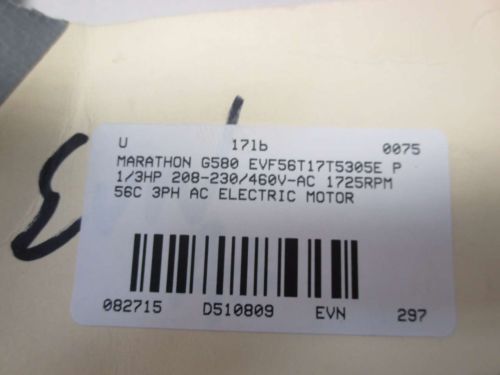 U 17lb 0075
MARATHON G580 EVF56T17T5305E P
1/3HP 208-230/460V-AC 1725RPM
56C 3PH AC ELECTRIC MOTOR
082715 D510809 EVN 297